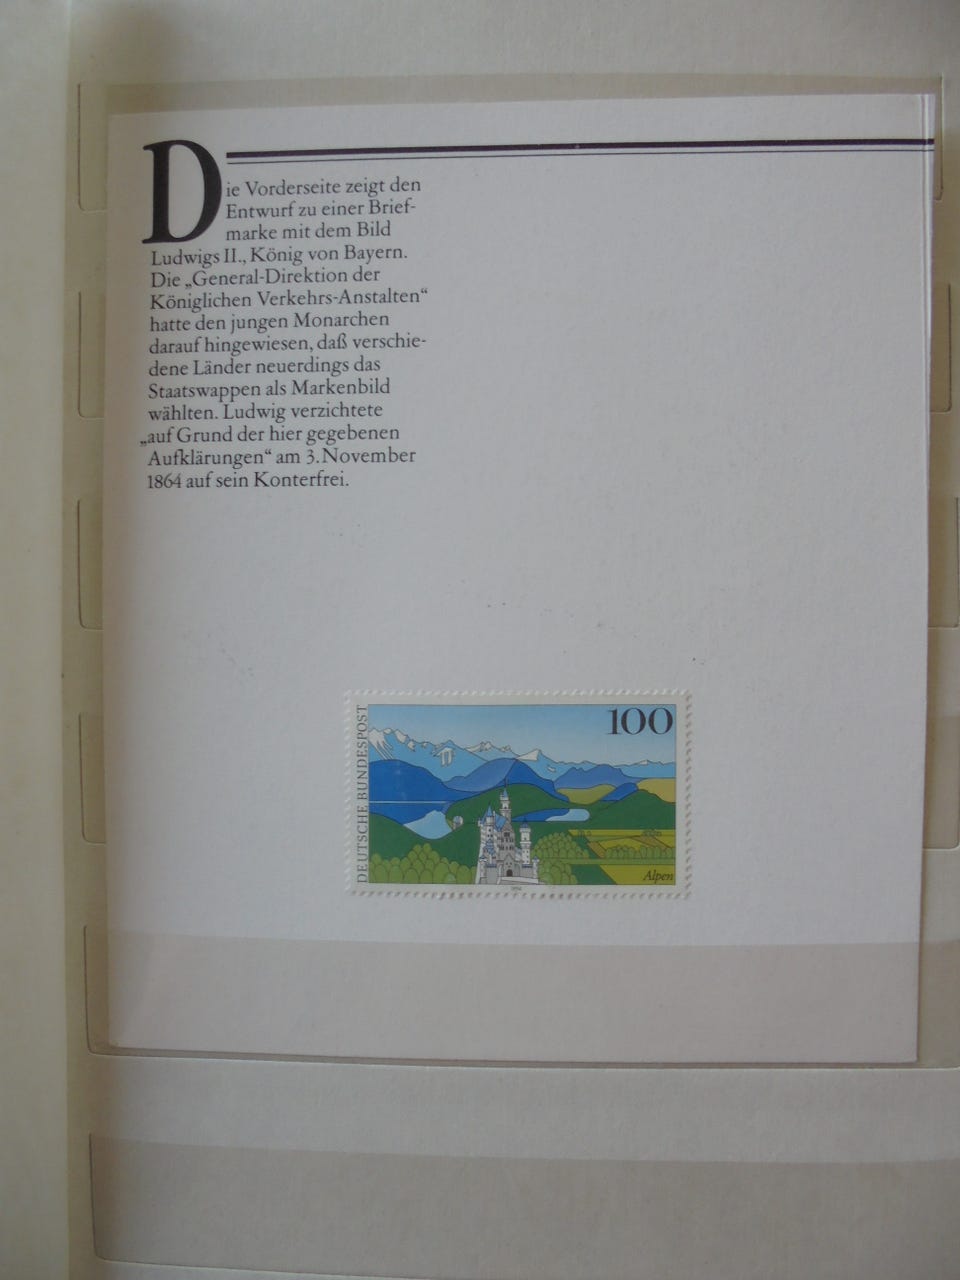 Die Vorderseite zeigt den
Entwurf zu einer Brief-
marke mit dem Bild
Ludwigs II., König von Bayern.
Die „General-Direktion der
Königlichen Verkehrs-Anstalten“
hatte den jungen Monarchen
darauf hingewiesen, daß verschie-
dene Länder neuerdings das
Staatswappen als Markenbild
wählten. Ludwig verzichtete
„auf Grund der hier gegebenen
Aufklärungen“ am 3. November
1864 auf sein Konterfrei.
100
DEUTSCHE BUNDESPOST
Alpen